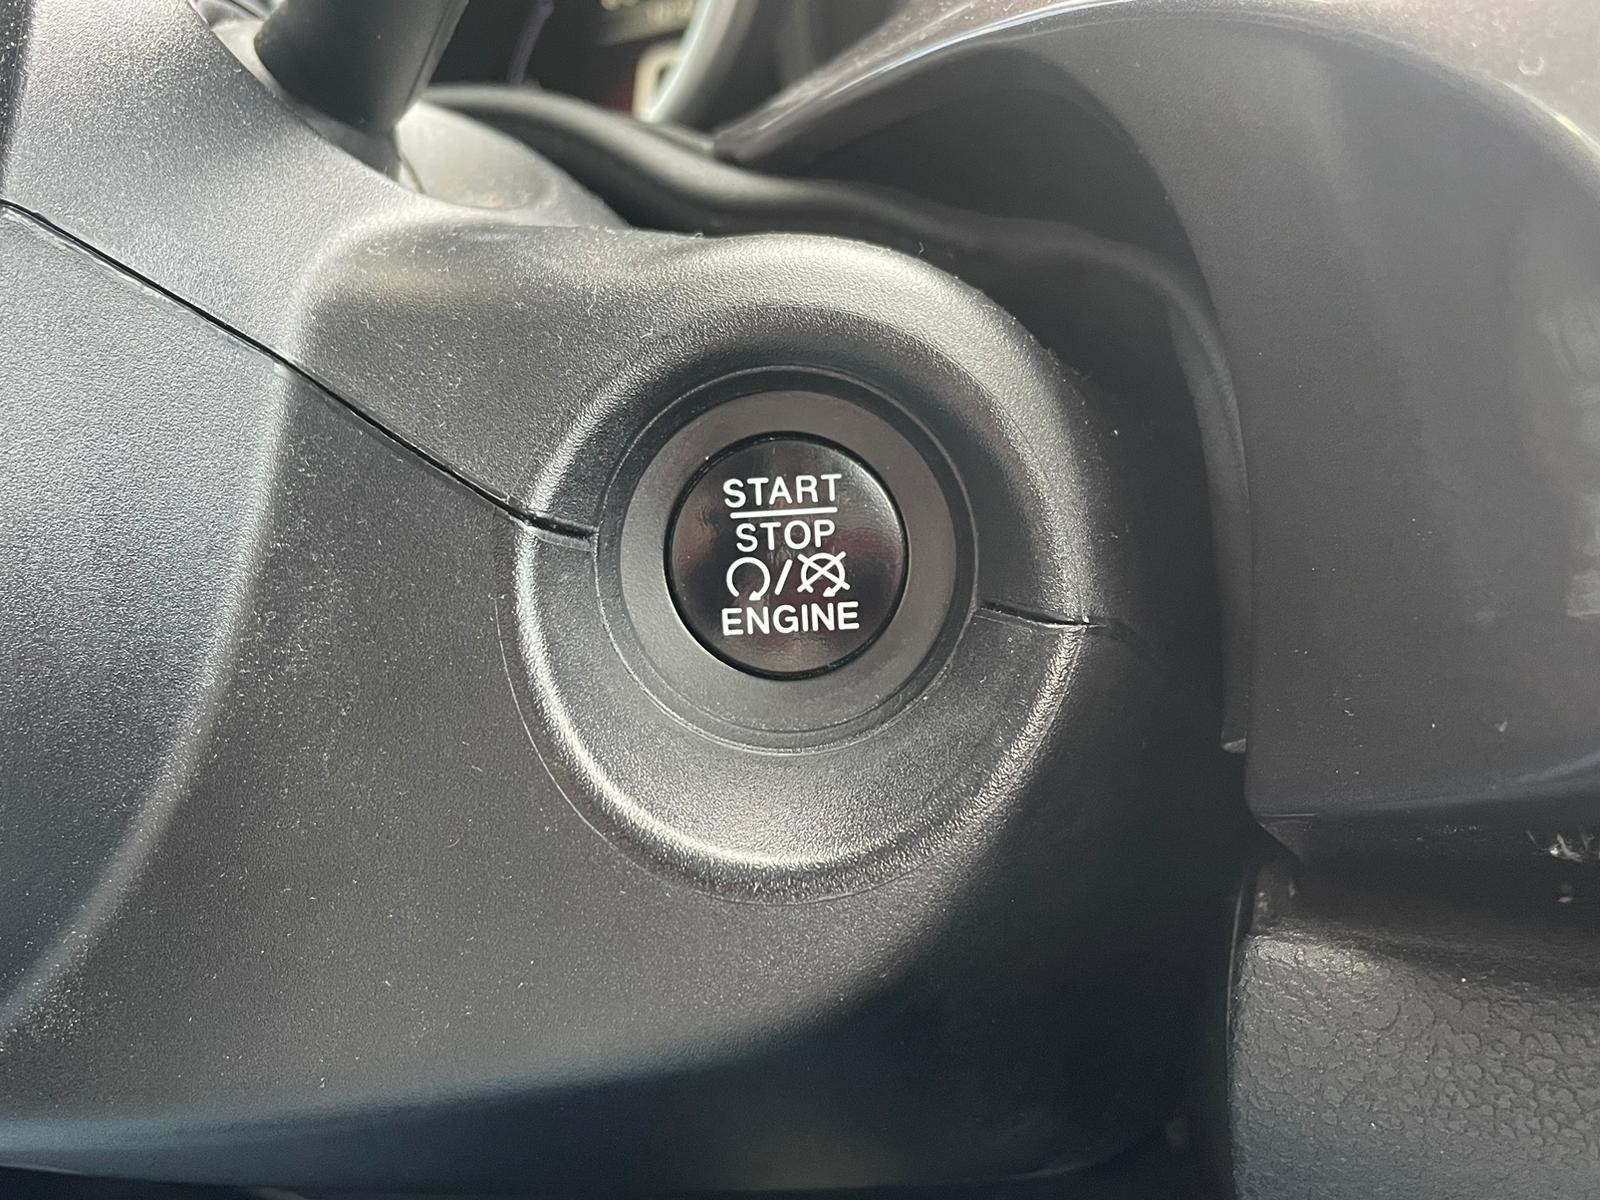 START
STOP
/
ENGINE